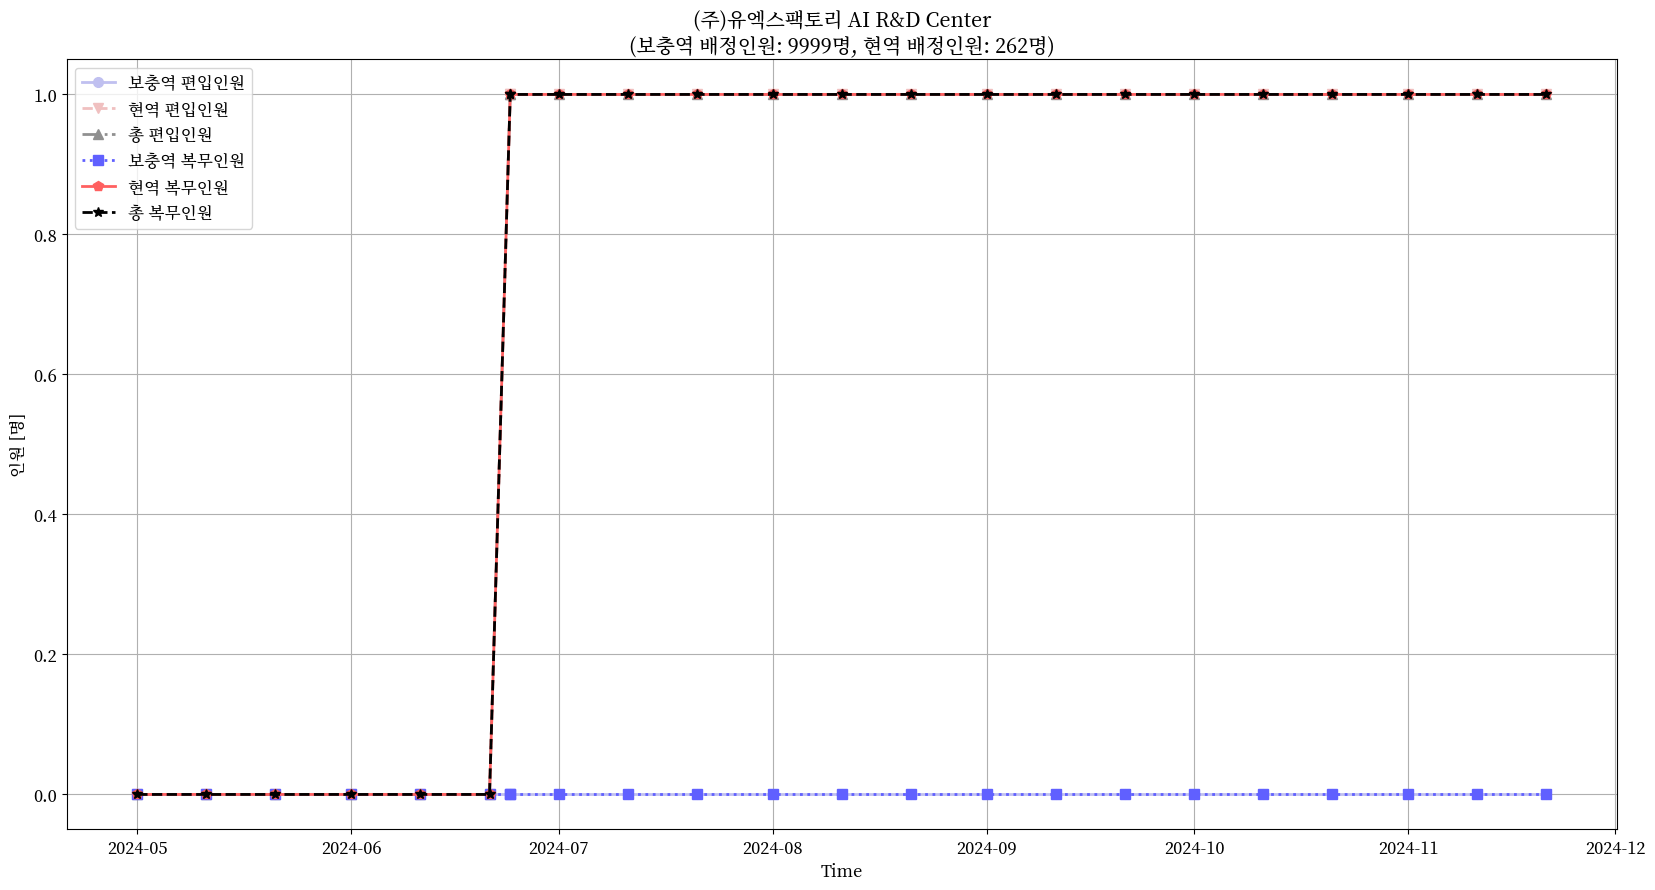 (주)유엑스팩토리 AI R&D Center
(보충역 배정인원: 9999명, 현역 배정인원: 262명)
보충역 편입인원
현역 편입인원
총 편입인원
보충역 복무인원
현역 복무인원
총 복무인원
1.0
0.8
0.6
0.4
0.2
0.0
인원 [명]
2024-05
2024-06
2024-07
2024-08
2024-09
2024-10
2024-11
2024-12
Time